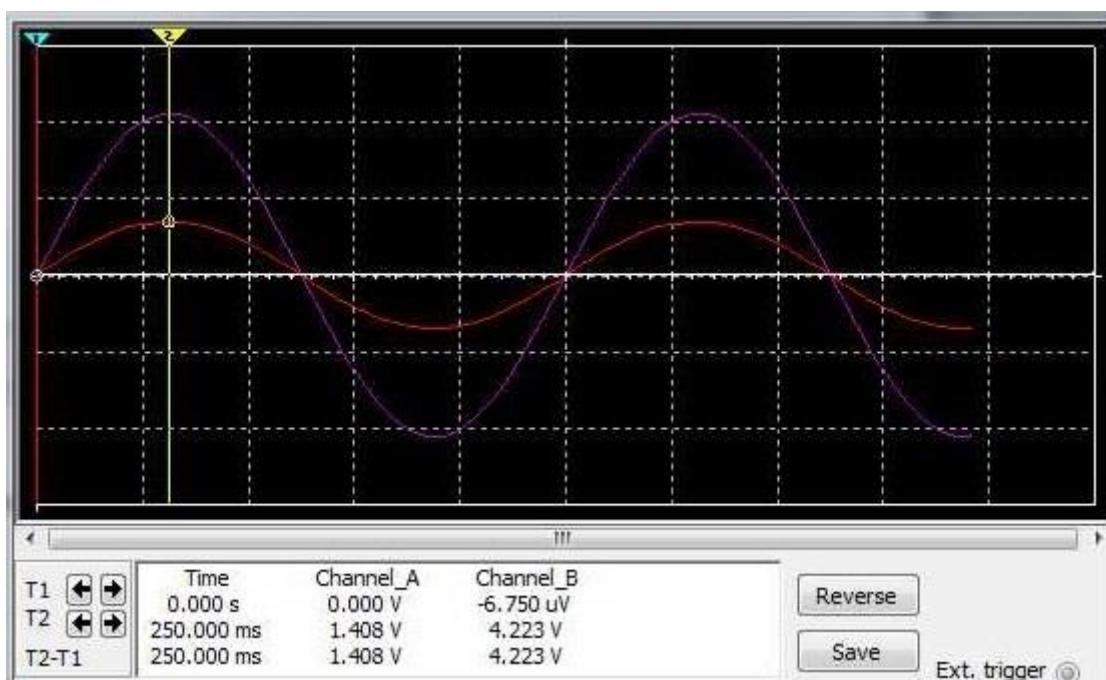 1 2
Time Channel_A Channel_B
T1 0.000 s 0.000 V -6.750 uV
T2 250.000 ms 1.408 V 4.223 V
T2-T1 250.000 ms 1.408 V 4.223 V
Reverse
Save
Ext. trigger